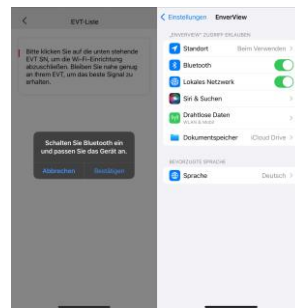 EVT-Liste
Bitte klicken Sie auf die unten stehende
EVT SN, um die Wi-Fi-Einrichtung
abzuschließen. Bleiben Sie nahe genug
an Ihrem EVT, um das beste Signal zu
erhalten.
Schalten Sie Bluetooth ein
und passen Sie das Gerät an.
Abbrechen
Bestätigen
Einstellungen
EnverView
„ENVERVIEW“ ZUGRIFF ERLAUBEN
Standort
Beim Verwenden
Bluetooth
Lokales Netzwerk
Siri & Suchen
Drahtlose Daten
WLAN & Mobil
Dokumentspeicher
iCloud Drive
BEVORZUGTE SPRACHE
Sprache
Deutsch